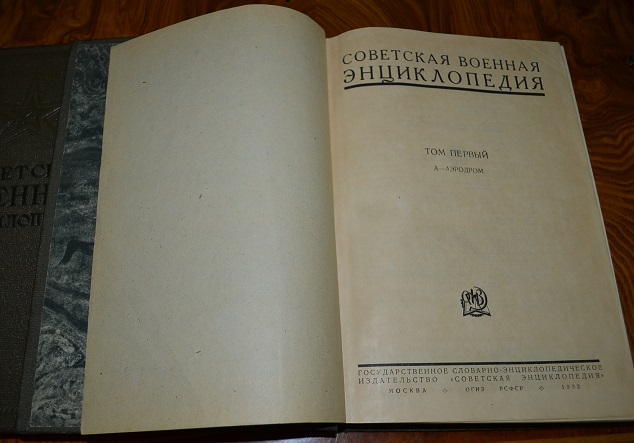 СОВЕТСКАЯ ВОЕННАЯ
ЭНЦИКЛОПЕДИЯ
ТОМ ПЕРВЫЙ
А—АЭРОДРОМ
ГОСУДАРСТВЕННОЕ СЛОВАРНО-ЭНЦИКЛОПЕДИЧЕСКОЕ
ИЗДАТЕЛЬСТВО «СОВЕТСКАЯ ЭНЦИКЛОПЕДИЯ»
МОСКВА ◇ ОГИЗ РСФСР ◇ 1932